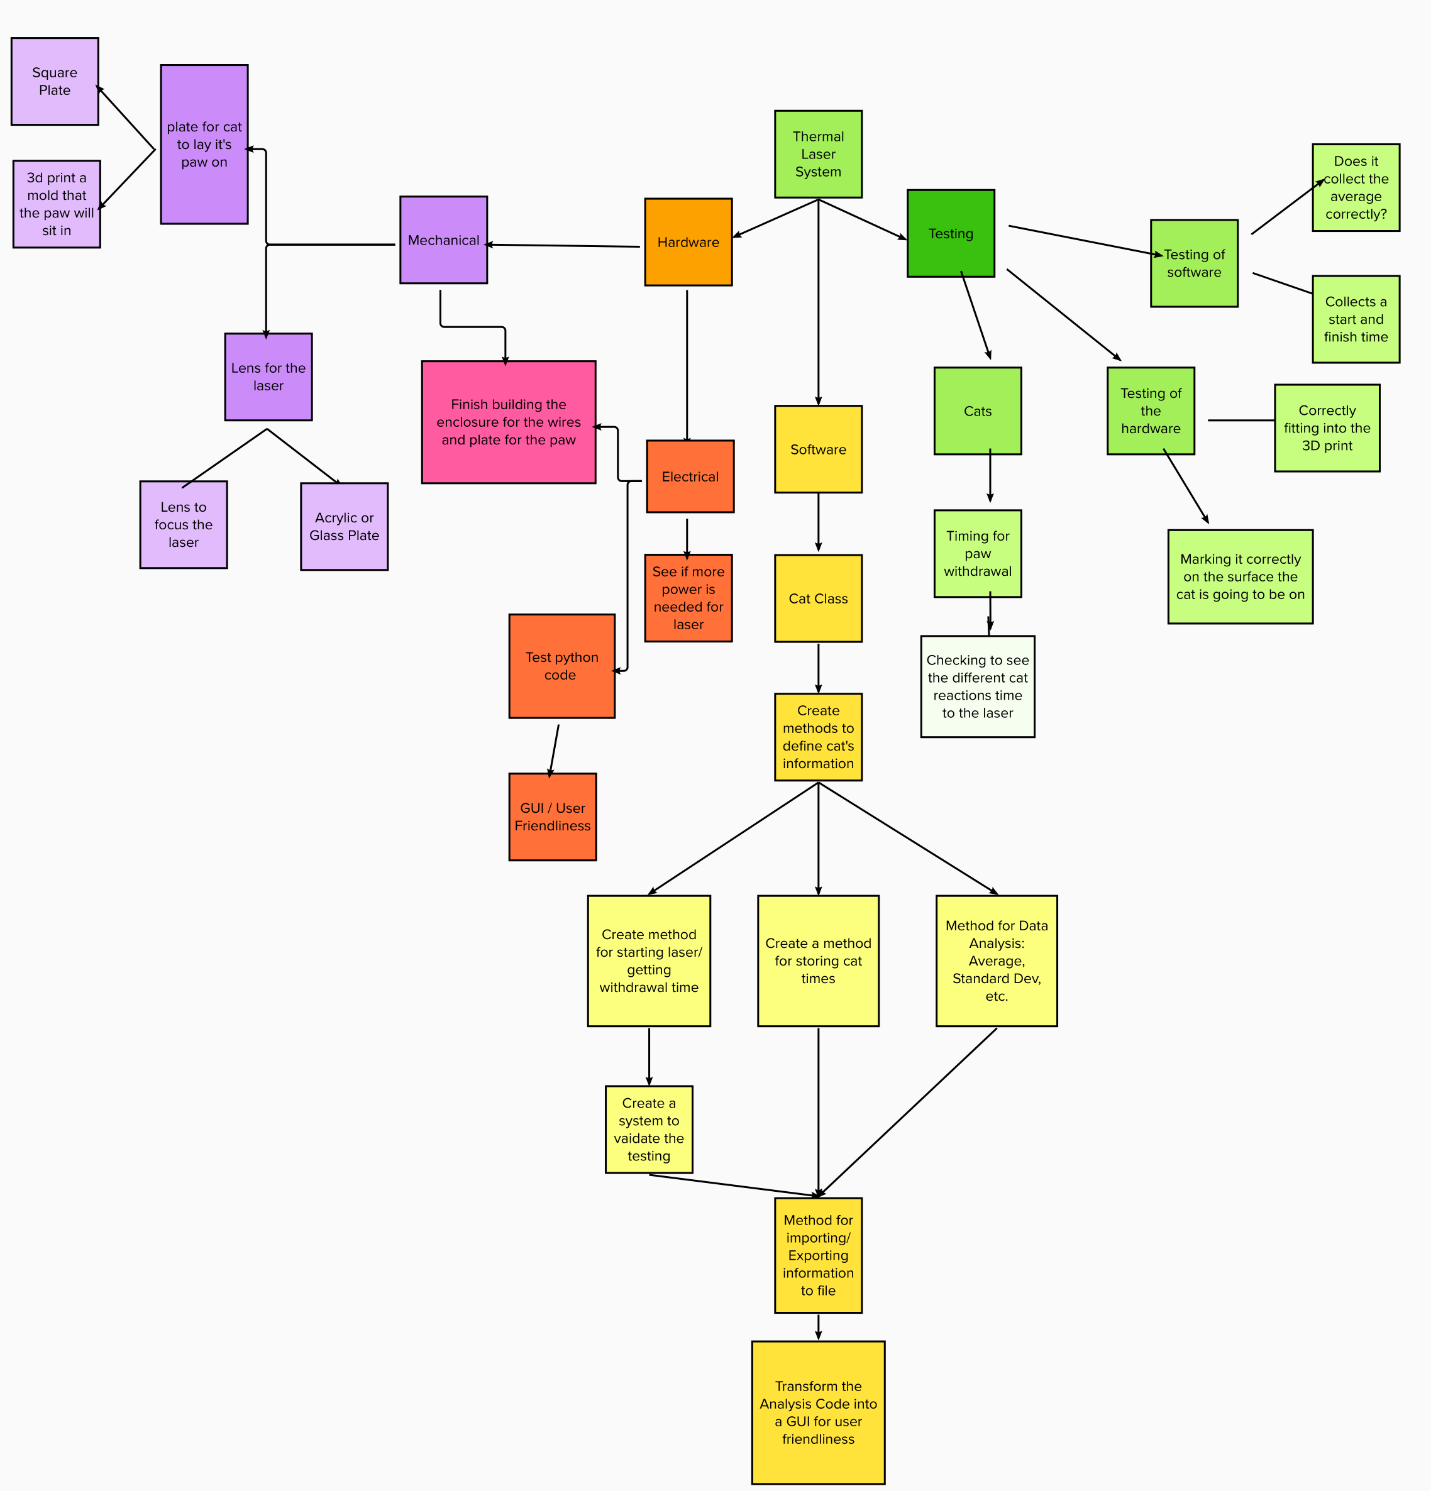 Square
Plate
plate for cat
to lay it's
paw on
3d print a
mold that
the paw will
sit in
Thermal
Laser
System
Mechanical
Hardware
Testing
Testing of
software
Does it
collect the
average
correctly?
Collects a
start and
finish time
Lens for the
laser
Lens to
focus the
laser
Acrylic or
Glass Plate
Finish building the
enclosure for the wires
and plate for the paw
Electrical
Software
Cats
Testing
of
the
hardware
Correctly
fitting into the
3D print
See if more
power is
needed for
laser
Cat Class
Timing for
paw
withdrawal
Marking it correctly
on the surface the
cat is going to be on
Test python
code
Checking to see
the different cat
reactions time
to the laser
GUI / User
Friendliness
Create
methods to
define cat's
information
Create method
for starting laser/
getting
withdrawal time
Create a method
for storing cat
times
Method for Data
Analysis:
Average,
Standard Dev,
etc.
Create a
system to
vaidate the
testing
Method for
importing/
Exporting
information
to file
Transform the
Analysis Code into
a GUI for user
friendliness